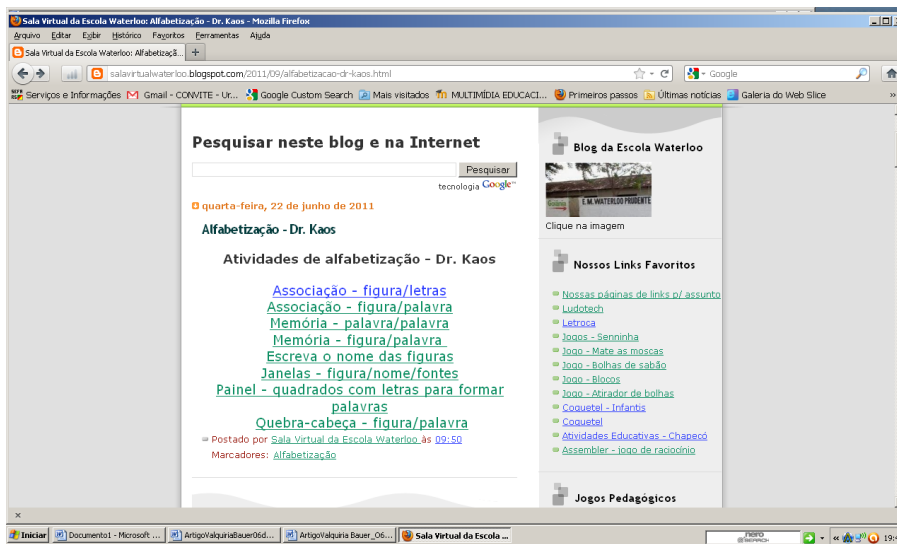 Sala Virtual da Escola Waterloo: Alfabetização - Dr. Kaos - Mozilla Firefox
Arquivo Editar Exibir Histórico Favoritos Ferramentas Ajuda
Sala Virtual da Escola Waterloo: Alfabetizaçã...
salavirtualwaterloo.blogspot.com/2011/09/alfabetizacao-dr-kaos.html
Google
Serviços e Informações Gmail - CONVITE - Ur... Google Custom Search Mais visitados MULTIMÍDIA EDUCACI... Primeiros passos Últimas notícias Galeria do Web Slice »
Pesquisar neste blog e na Internet
Pesquisar
tecnologia Google™
quarta-feira, 22 de junho de 2011
Alfabetização - Dr. Kaos
Atividades de alfabetização - Dr. Kaos
Associação - figura/letras
Associação - figura/palavra
Memória - palavra/palavra
Memória - figura/palavra
Escreva o nome das figuras
Janelas - figura/nome/fontes
Painel - quadrados com letras para formar
palavras
Quebra-cabeça - figura/palavra
Postado por Sala Virtual da Escola Waterloo às 09:50
Marcadores: Alfabetização
Blog da Escola Waterloo
E.M.WATERLOO PRUDENTE
Clique na imagem
Nossos Links Favoritos
Nossas páginas de links p/ assunto
Ludotech
Letroca
Jogos - Senninha
Jogo - Mate as moscas
Jogo - Bolhas de sabão
Jogo - Blocos
Jogo - Atirador de bolhas
Coquetel - Infantis
Coquetel
Atividades Educativas - Chapecó
Assembler - jogo de raciocínio
Jogos Pedagógicos
Iniciar Documento1 - Microsoft ... ArtigoValquiriaBauer06d... ArtigoValquiria Bauer_O6... Sala Virtual da Escola ... nero SEARCH « 19:4